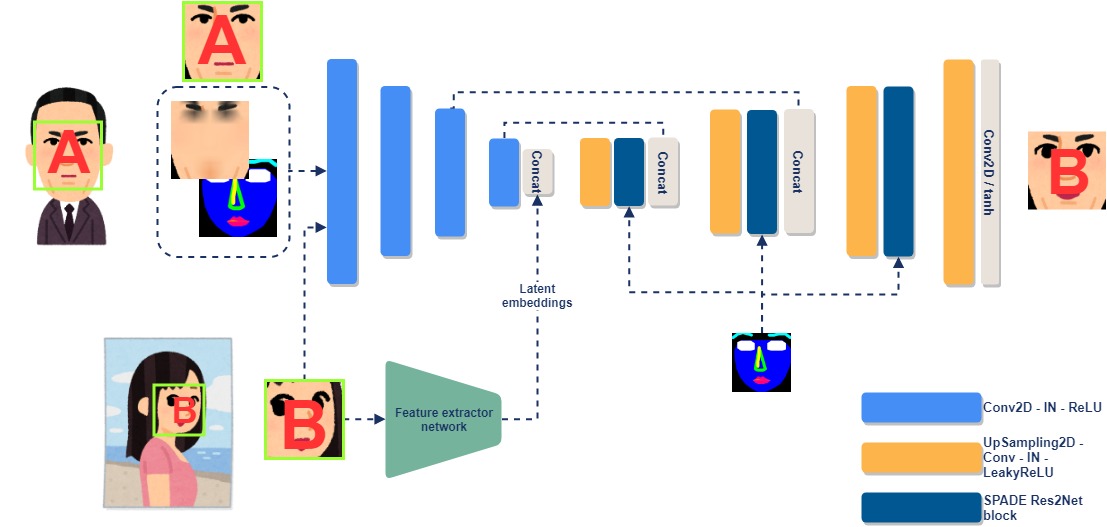 A
A
Concat
Concat
Concat
Conv2D / tanh
B
Latent
embeddings
B
B
Feature extractor
network
Conv2D - IN - ReLU
UpSampling2D -
Conv - IN -
LeakyReLU
SPADE Res2Net
block